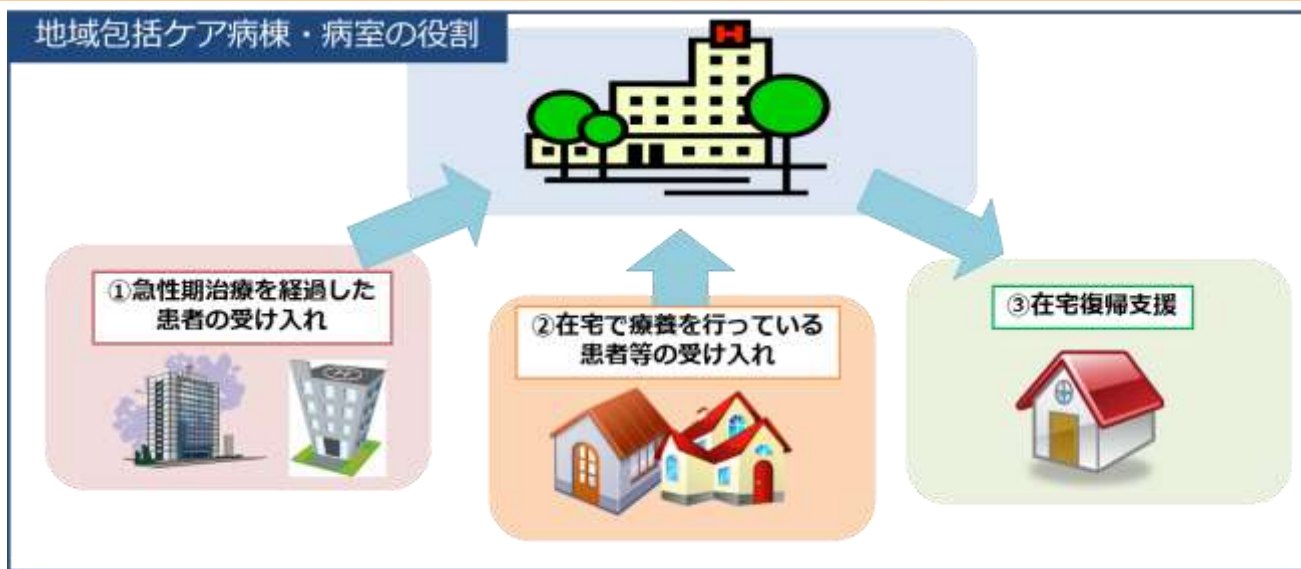 地域包括ケア病棟・病室の役割
H
①急性期治療を経過した
患者の受け入れ
②在宅で療養を行っている
患者等の受け入れ
③在宅復帰支援